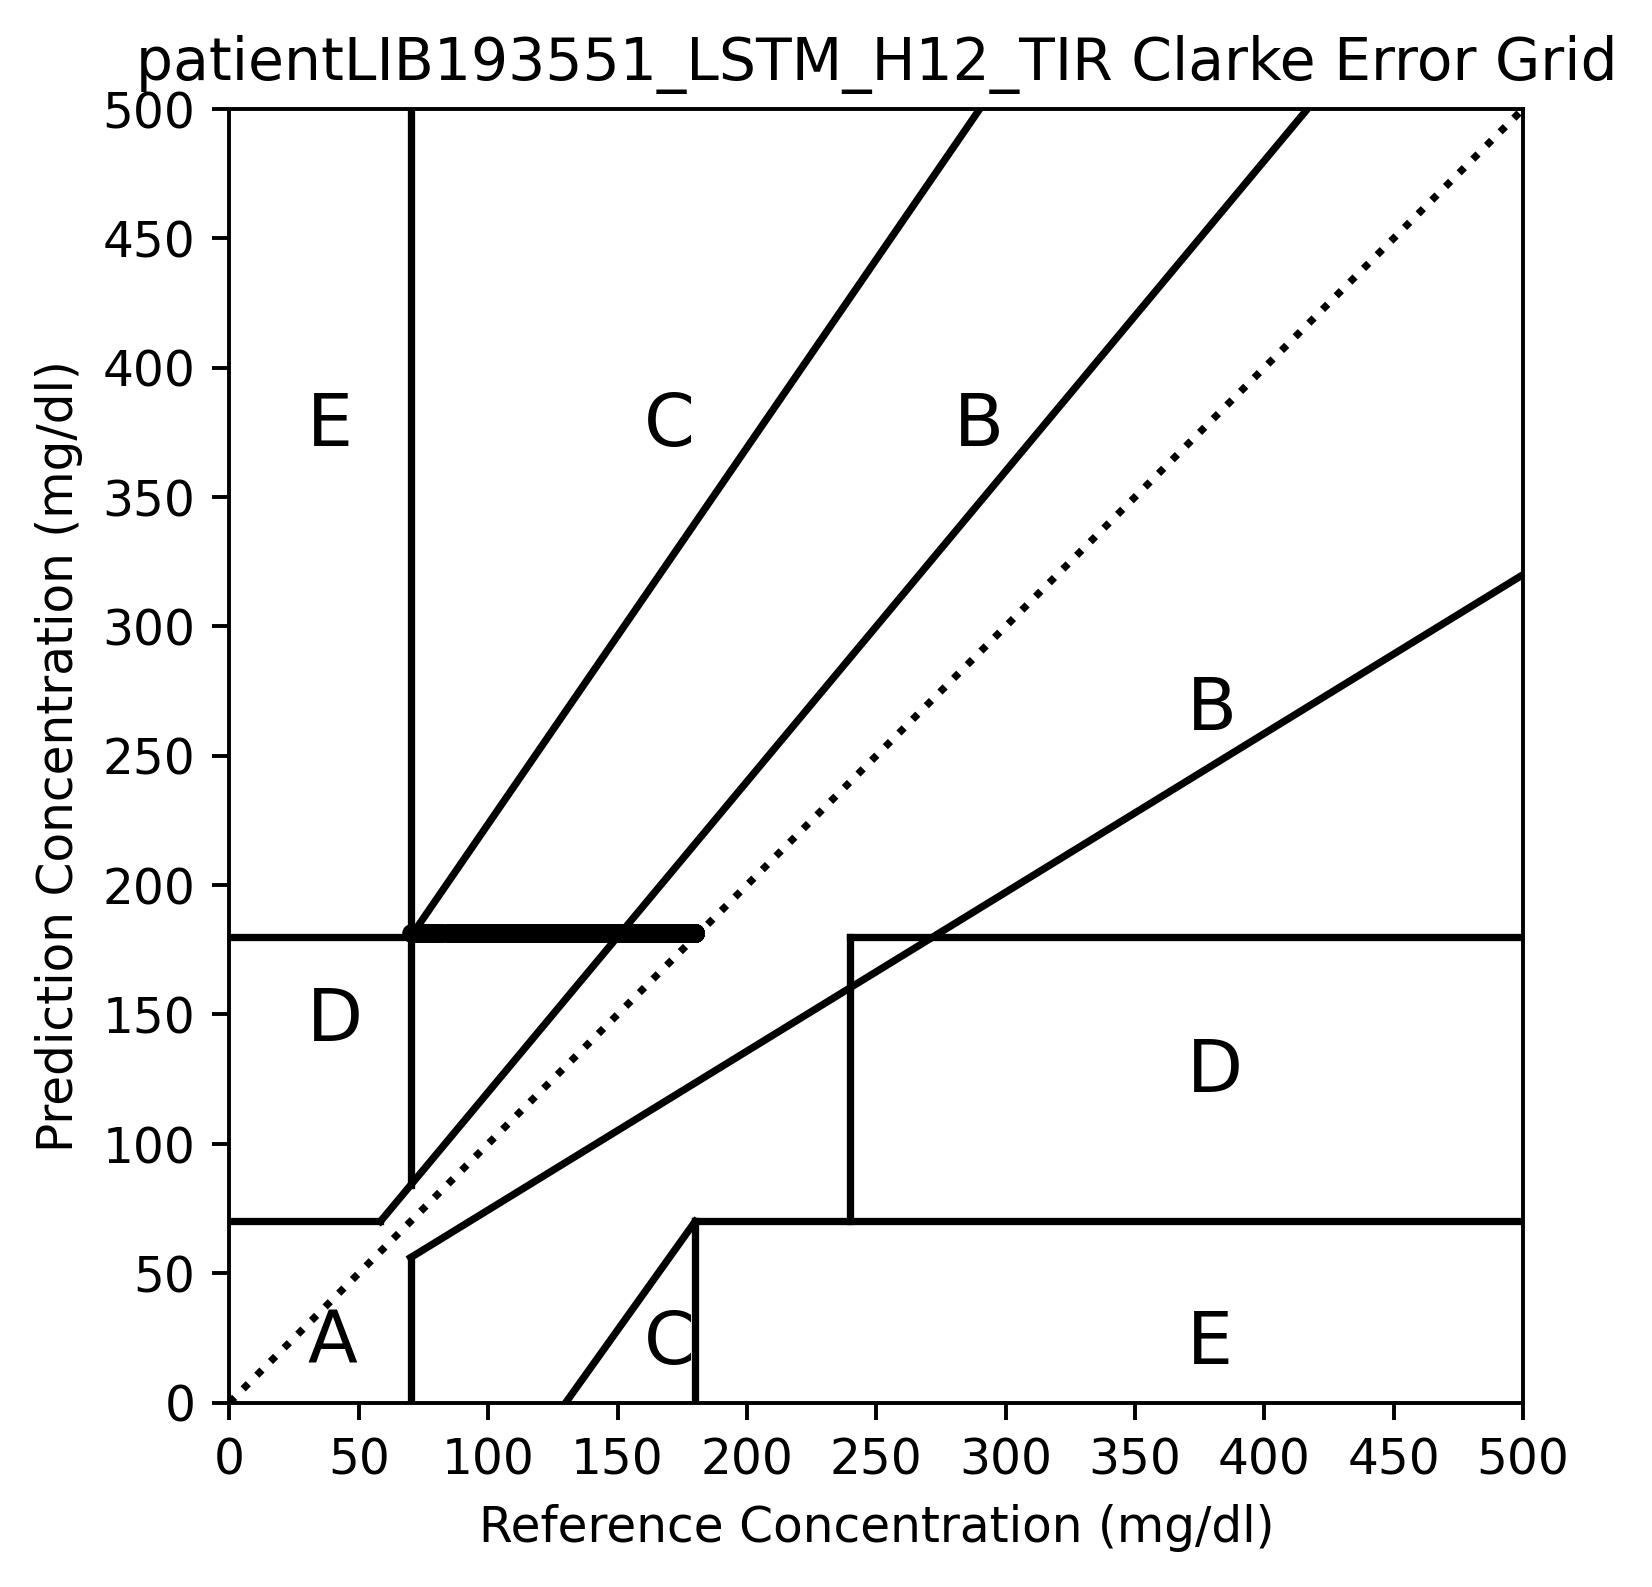 patientLIB193551_LSTM_H12_TIR Clarke Error Grid
500
450
400
350
300
250
200
150
100
50
0
Prediction Concentration (mg/dl)
E
C
B
B
D
D
A
C
E
0 50 100 150 200 250 300 350 400 450 500
Reference Concentration (mg/dl)